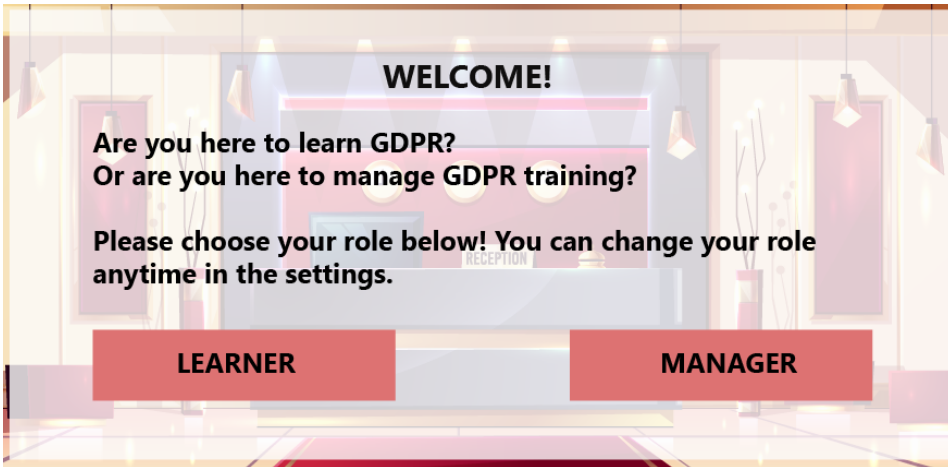 WELCOME!
Are you here to learn GDPR?
Or are you here to manage GDPR training?
Please choose your role below! You can change your role
anytime in the settings.
RECEPTION
LEARNER
MANAGER